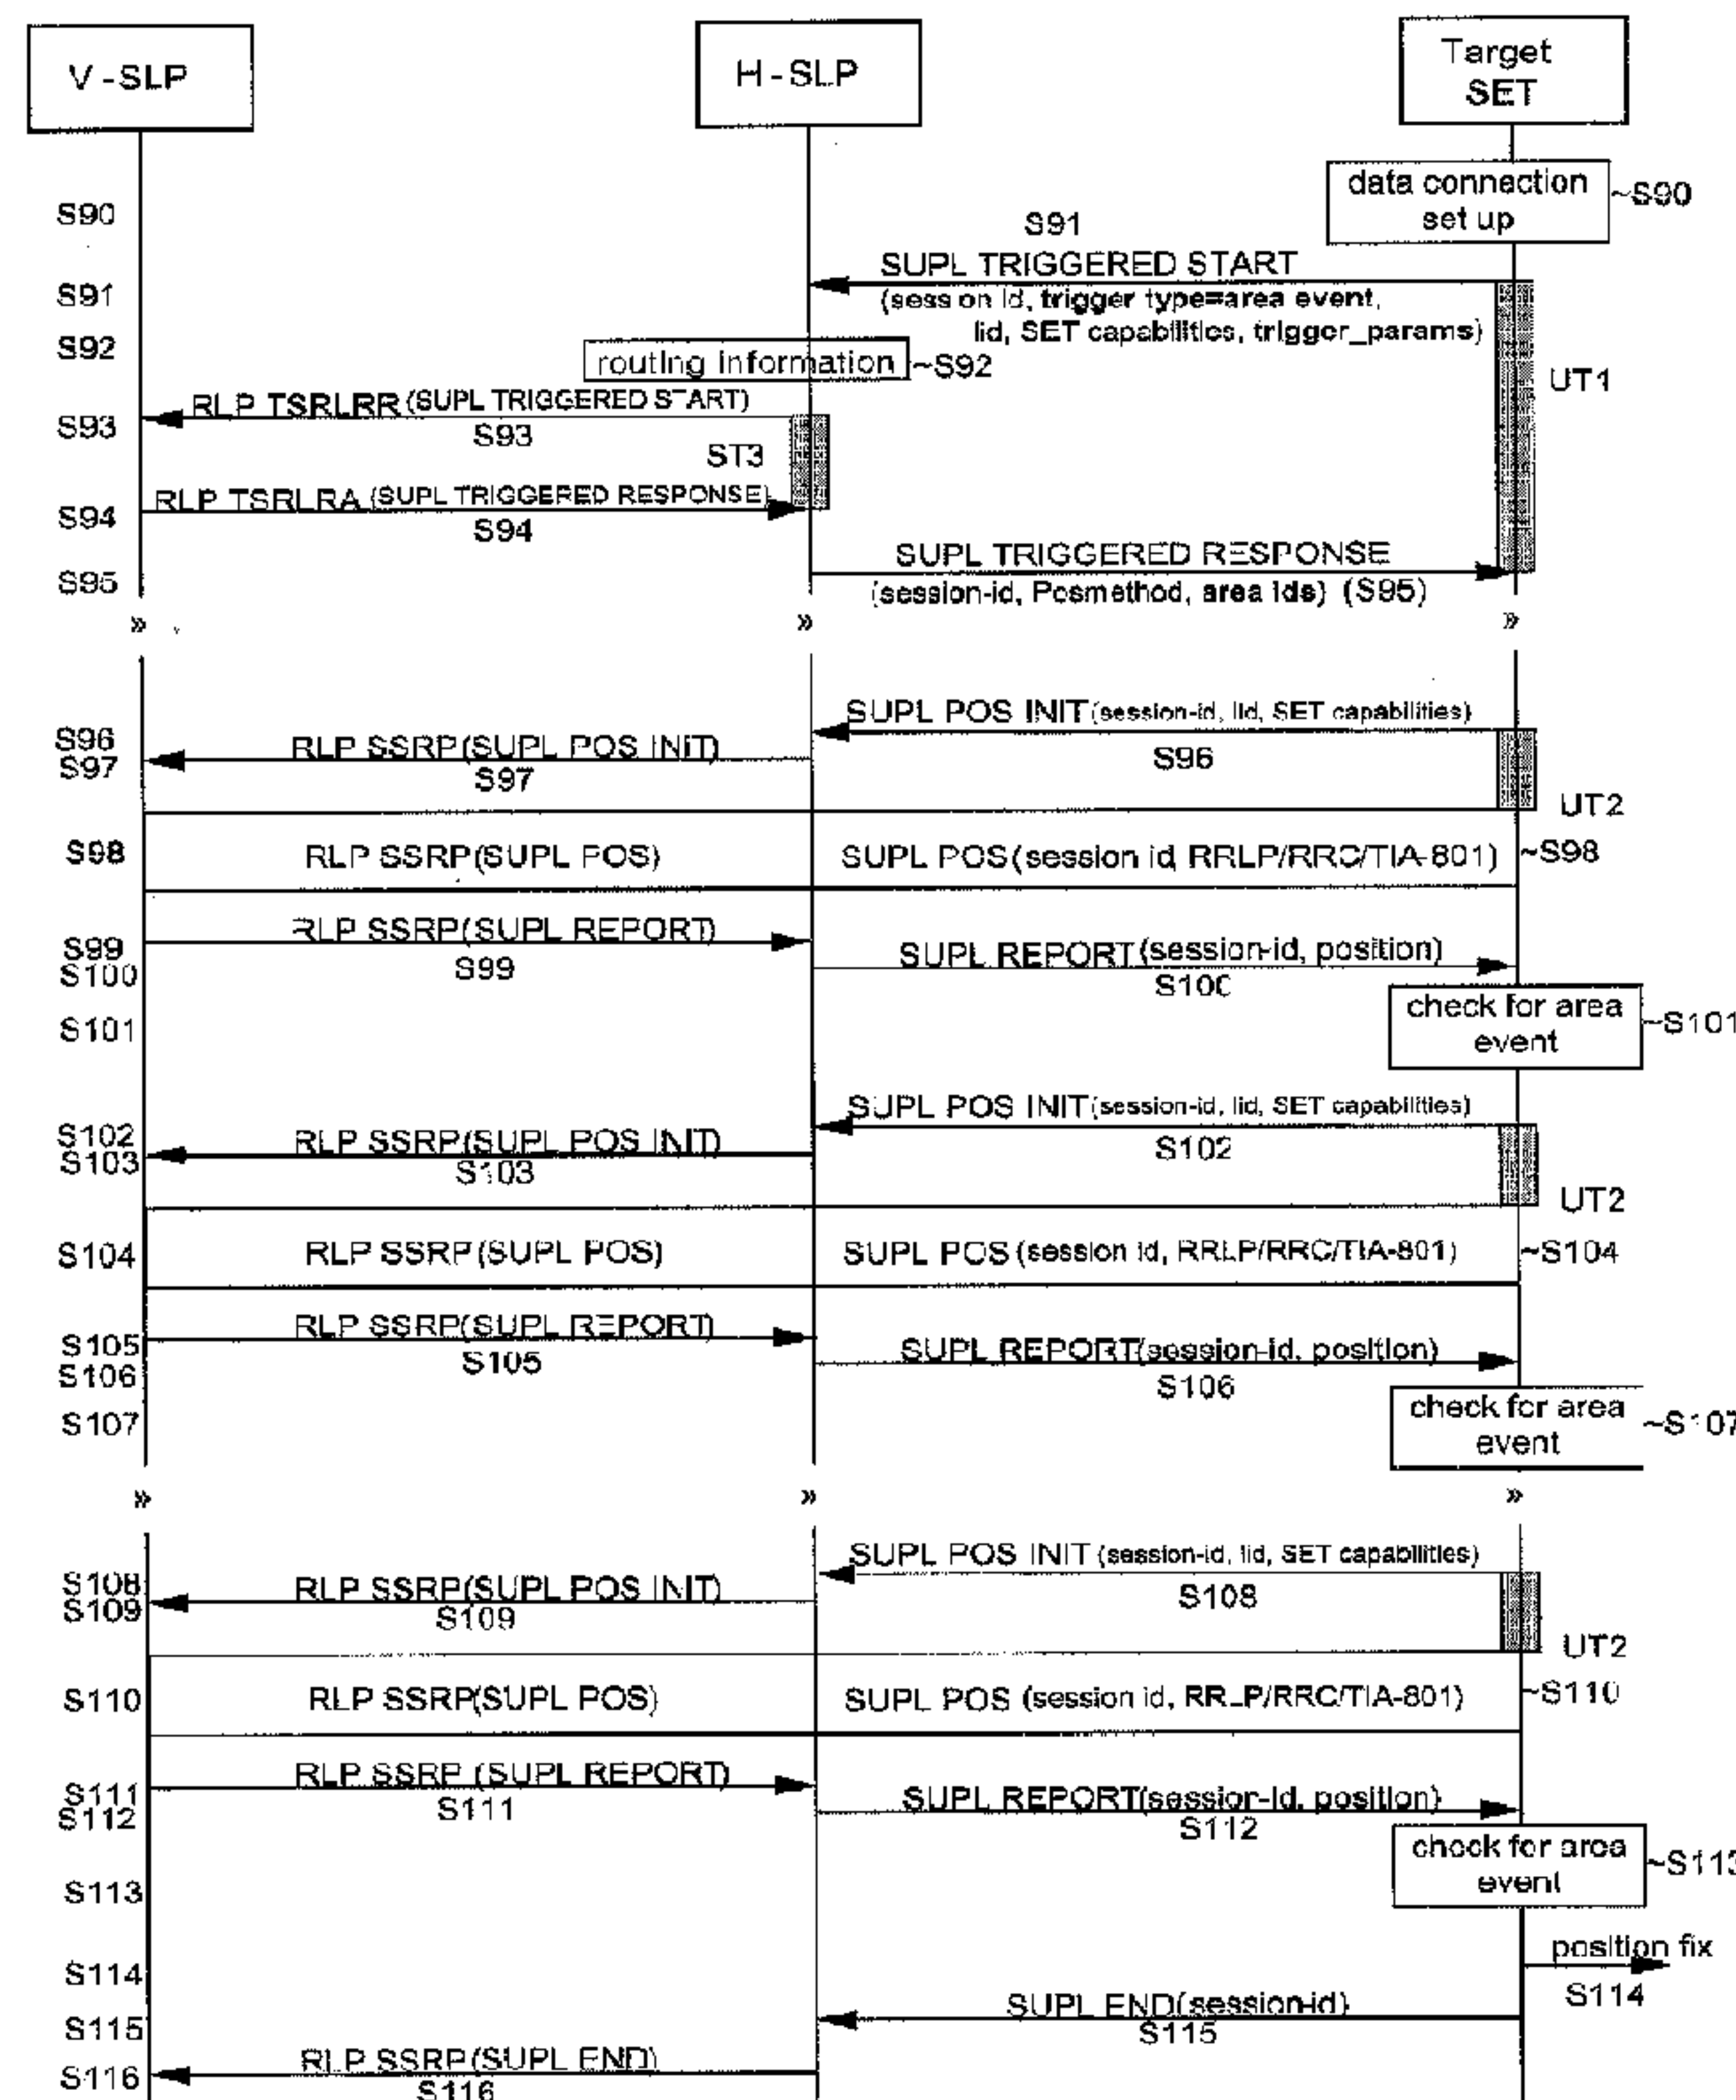 V-SLP
H-SLP
Target
SET
data connection
set up
~S90
S90
S91
SUPL TRIGGERED START
S91
(session id, trigger type=area event,
lid, SET capabilities, trigger_params)
S92
routing information
~S92
UT1
RLP TSRLRR (SUPL TRIGGERED START)
S93
S93
ST3
RLP TSRLRA (SUPL TRIGGERED RESPONSE)
S94
S94
SUPL TRIGGERED RESPONSE
S95
(session-id, Posmethod, area ids) (S95)
»
»
»
SUPL POS INIT(session-id, lid, SET capabilities)
S96
RLP SSRP(SUPL POS INIT)
S96
S97
S97
UT2
S98
RLP SSRP(SUPL POS)
SUPL POS(session id, RRLP/RRC/TIA-801)
~S98
RLP SSRP(SUPL REPORT)
S99
SUPL REPORT(session-id, position)
S99
S100
S100
check for area
event
~S101
S101
SUPL POS INIT(session-id, lid, SET capabilities)
S102
RLP SSRP(SUPL POS INIT)
S102
S103
S103
UT2
S104
RLP SSRP(SUPL POS)
SUPL POS (session id, RRLP/RRC/TIA-801)
~S104
RLP SSRP(SUPL REPORT)
S105
SUPL REPORT(session-id, position)
S105
S106
S106
check for area
event
~S107
S107
»
»
»
SUPL POS INIT (session-id, lid, SET capabilities)
S108
RLP SSRP(SUPL POS INIT)
S108
S109
S109
UT2
S110
RLP SSRP(SUPL POS)
SUPL POS (session id, RRLP/RRC/TIA-801)
~S110
RLP SSRP (SUPL REPORT)
S111
SUPL REPORT(session-id, position)
S111
S112
S112
check for area
event
~S113
S113
position fix
S114
S114
SUPL END(session-id)
S115
S115
RLP SSRP(SUPL END)
S116
S116